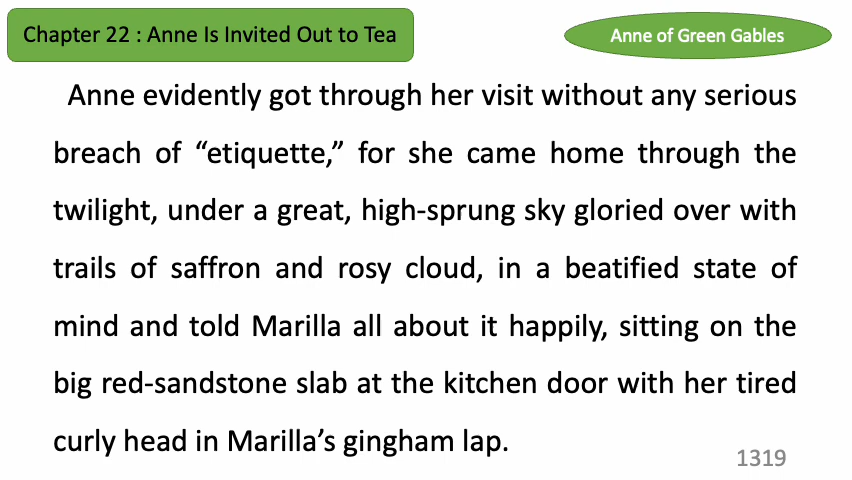 Chapter 22 : Anne Is Invited Out to Tea
Anne of Green Gables
Anne evidently got through her visit without any serious
breach of “etiquette,” for she came home through the
twilight, under a great, high-sprung sky gloried over with
trails of saffron and rosy cloud, in a beatified state of
mind and told Marilla all about it happily, sitting on the
big red-sandstone slab at the kitchen door with her tired
curly head in Marilla’s gingham lap.
1319